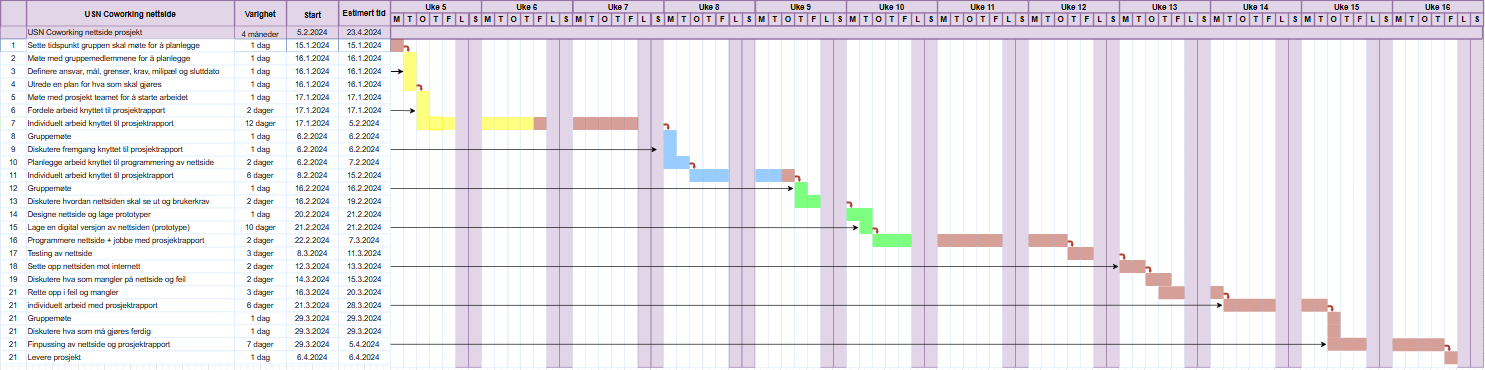 USN Coworking nettside Varighet Start Estimert tid Uke 5 Uke 6 Uke 7 Uke 8 Uke 9 Uke 10 Uke 11 Uke 12 Uke 13 Uke 14 Uke 15 Uke 16
M T O T F L S M T O T F L S M T O T F L S M T O T F L S M T O T F L S M T O T F L S M T O T F L S M T O T F L S M T O T F L S M T O T F L S M T O T F L S M T O T F L S
USN Coworking nettside prosjekt 4 måneder 5.2.2024 23.4.2024
1 Sette tidspunkt gruppen skal møte for å planlegge 1 dag 15.1.2024 15.1.2024
2 Møte med gruppemedlemmene for å planlegge 1 dag 16.1.2024 16.1.2024
3 Definere ansvar, mål, grenser, krav, milipæl og sluttdato 1 dag 16.1.2024 16.1.2024
4 Utrede en plan for hva som skal gjøres 1 dag 16.1.2024 16.1.2024
5 Møte med prosjekt teamet for å starte arbeidet 1 dag 17.1.2024 17.1.2024
6 Fordele arbeid knyttet til prosjektrapport 2 dager 17.1.2024 17.1.2024
7 Individuelt arbeid knyttet til prosjektrapport 12 dager 17.1.2024 5.2.2024
8 Gruppemøte 1 dag 6.2.2024 6.2.2024
9 Diskutere fremgang knyttet til prosjektrapport 1 dag 6.2.2024 6.2.2024
10 Planlegge arbeid knyttet til programmering av nettside 2 dager 6.2.2024 7.2.2024
11 Individuelt arbeid knyttet til prosjektrapport 6 dager 8.2.2024 15.2.2024
12 Gruppemøte 1 dag 16.2.2024 16.2.2024
13 Diskutere hvordan nettsiden skal se ut og brukerkrav 2 dager 16.2.2024 19.2.2024
14 Designe nettside og lage prototyper 1 dag 20.2.2024 21.2.2024
15 Lage en digital versjon av nettsiden (prototype) 10 dager 21.2.2024 21.2.2024
16 Programmere nettside + jobbe med prosjektrapport 2 dager 22.2.2024 7.3.2024
17 Testing av nettside 3 dager 8.3.2024 11.3.2024
18 Sette opp nettsiden mot internett 2 dager 12.3.2024 13.3.2024
19 Diskutere hva som mangler på nettside og feil 2 dager 14.3.2024 15.3.2024
21 Rette opp i feil og mangler 3 dager 16.3.2024 20.3.2024
21 individuelt arbeid med prosjektrapport 6 dager 21.3.2024 28.3.2024
21 Gruppemøte 1 dag 29.3.2024 29.3.2024
21 Diskutere hva som må gjøres ferdig 1 dag 29.3.2024 29.3.2024
21 Finpussing av nettside og prosjektrapport 7 dager 29.3.2024 5.4.2024
21 Levere prosjekt 1 dag 6.4.2024 6.4.2024